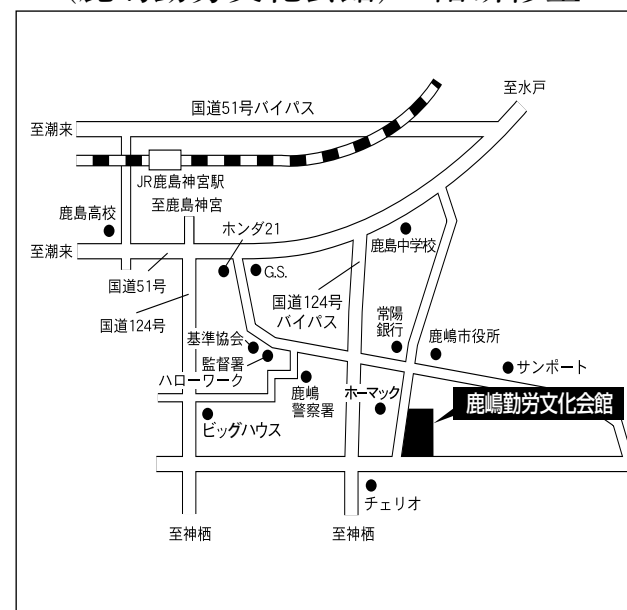 至水戸
国道51号バイパス
至潮来
JR鹿島神宮駅
至鹿島神宮
鹿島高校
ホンダ21
鹿島中学校
至潮来
G.S.
国道51号
国道124号
バイパス
国道124号
常陽
銀行
基準協会
鹿嶋市役所
監督署
サンポート
ハローワーク
鹿嶋
警察署
ホーマック
鹿嶋勤労文化会館
ビッグハウス
チェリオ
至神栖
至神栖